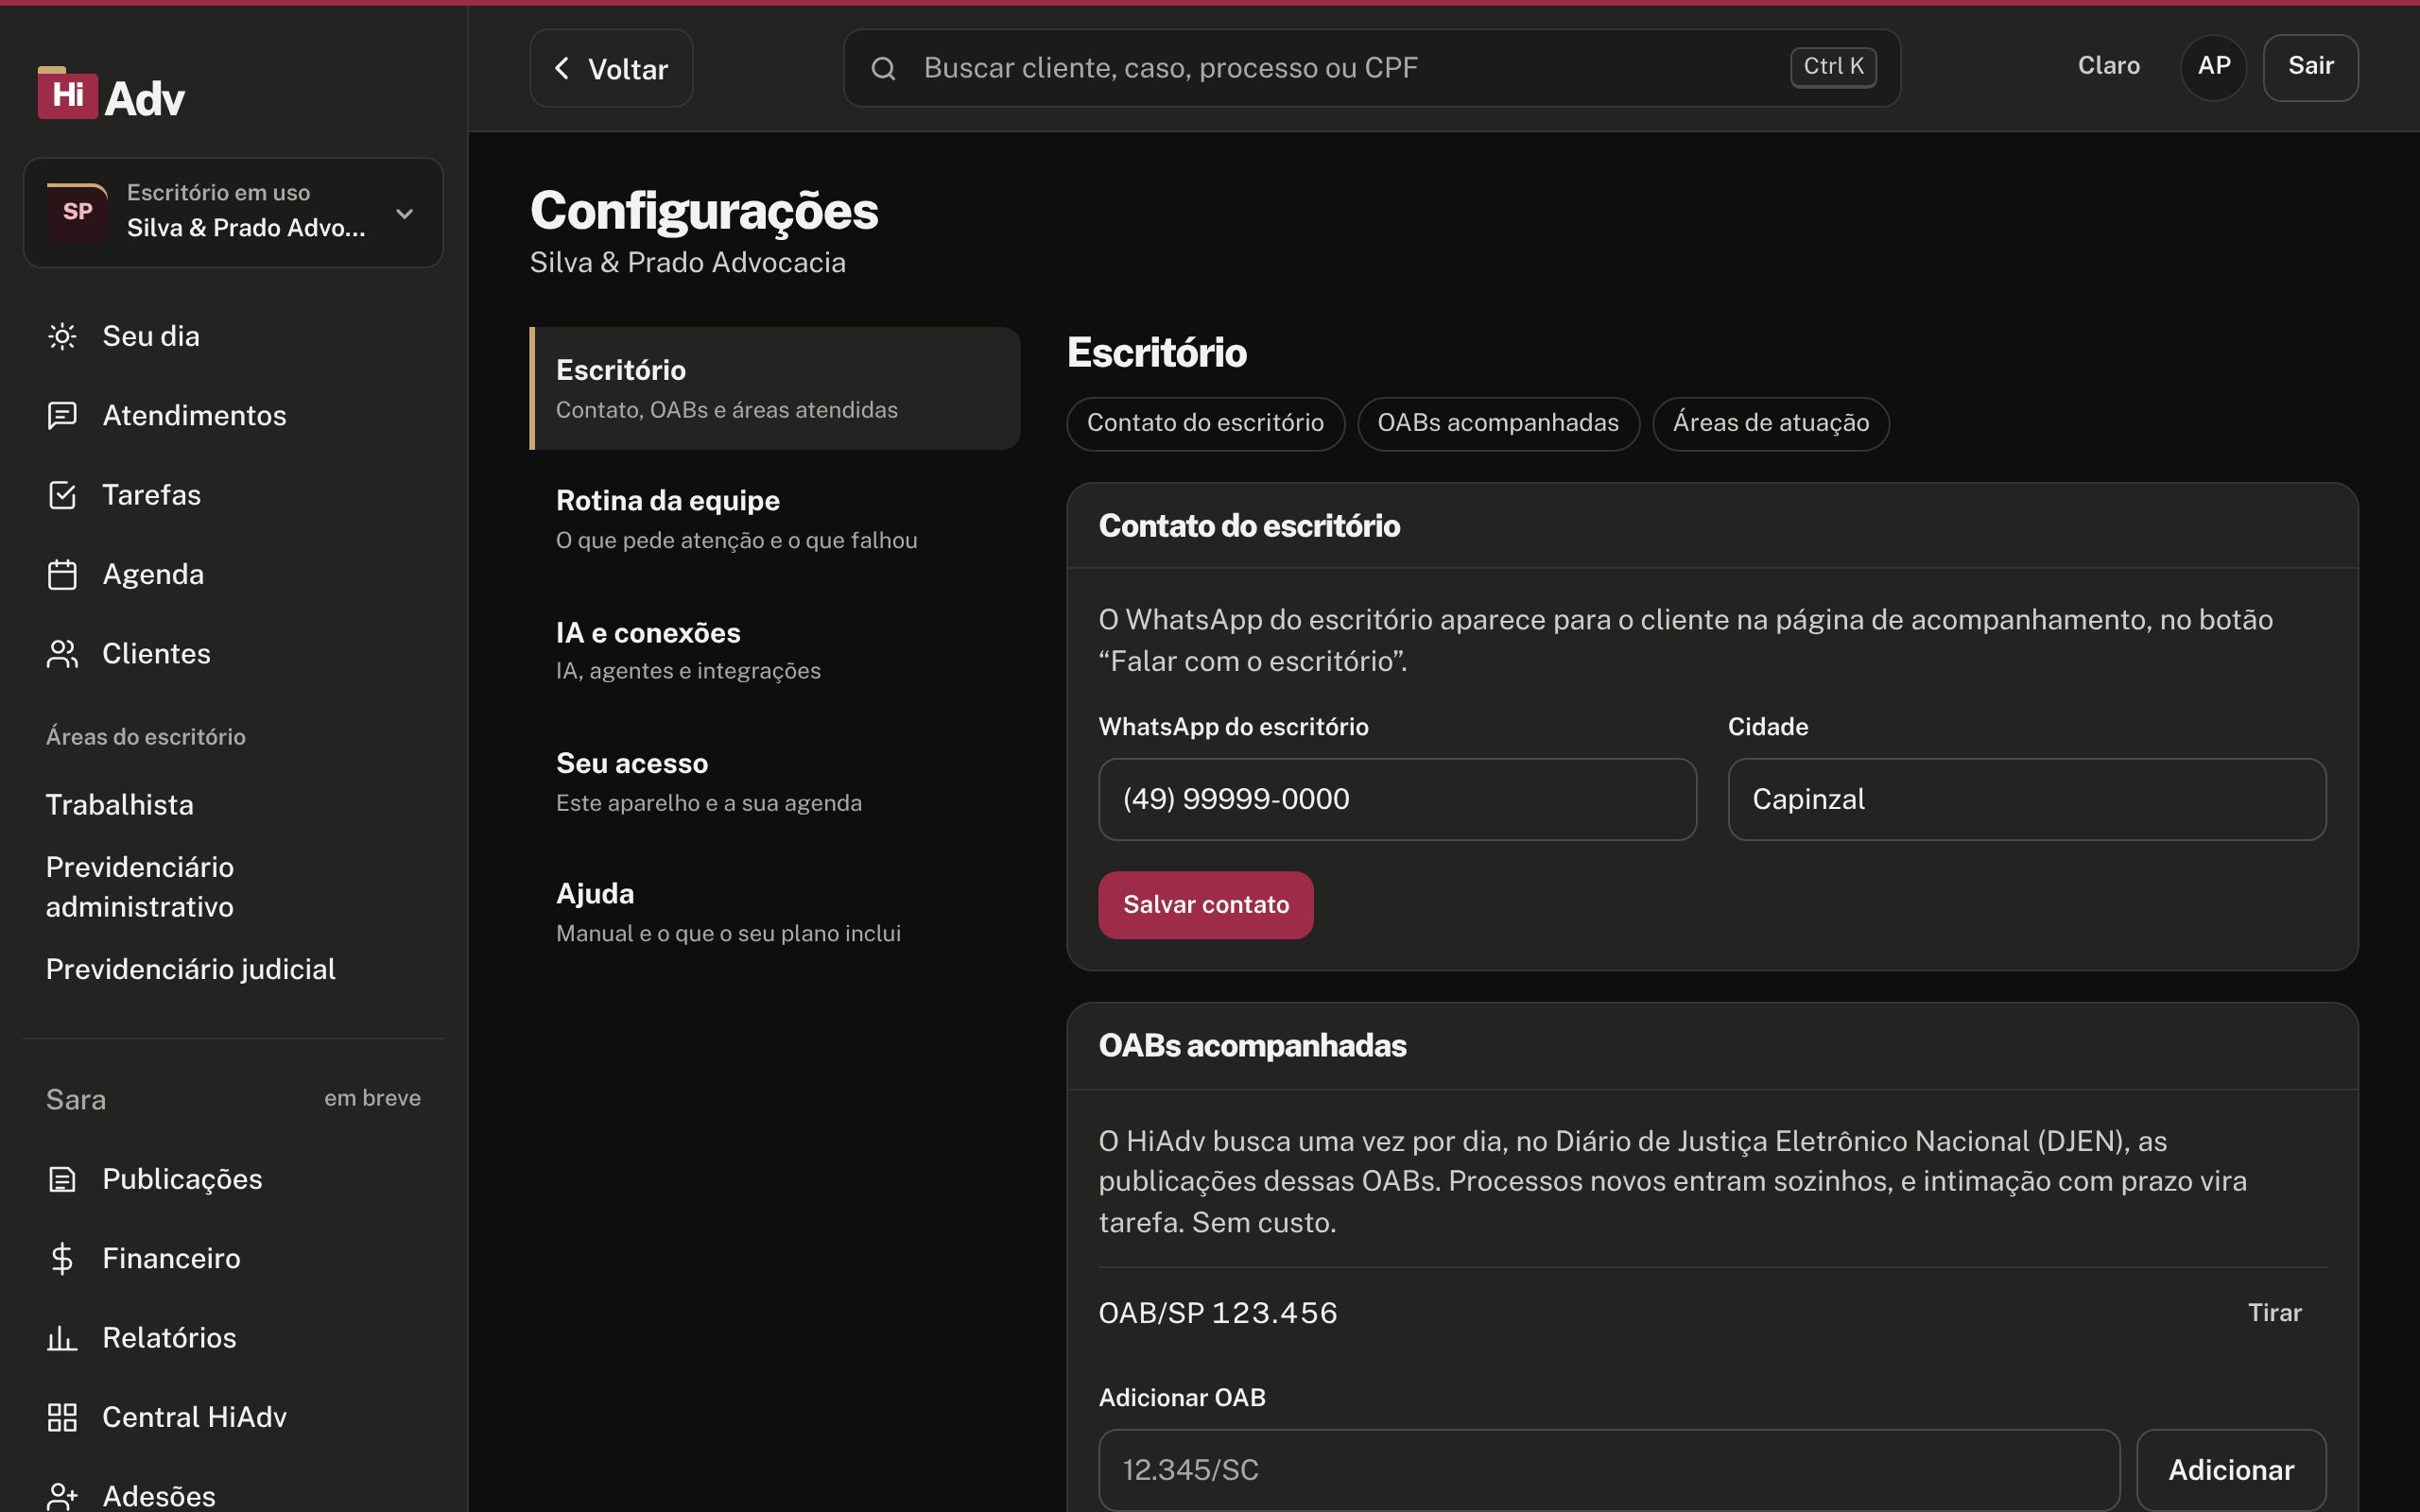 Hi Adv
Escritório em uso
SP
Silva & Prado Advo...
Seu dia
Atendimentos
Tarefas
Agenda
Clientes
Áreas do escritório
Trabalhista
Previdenciário
administrativo
Previdenciário judicial
Sara
em breve
Publicações
Financeiro
Relatórios
Central HiAdv
Adesões
Voltar
Buscar cliente, caso, processo ou CPF
Ctrl K
Claro
AP
Sair
Configurações
Silva & Prado Advocacia
Escritório
Contato, OABs e áreas atendidas
Rotina da equipe
O que pede atenção e o que falhou
IA e conexões
IA, agentes e integrações
Seu acesso
Este aparelho e a sua agenda
Ajuda
Manual e o que o seu plano inclui
Escritório
Contato do escritório
OABs acompanhadas
Áreas de atuação
Contato do escritório
O WhatsApp do escritório aparece para o cliente na página de acompanhamento, no botão
“Falar com o escritório”.
WhatsApp do escritório
(49) 99999-0000
Cidade
Capinzal
Salvar contato
OABs acompanhadas
O HiAdv busca uma vez por dia, no Diário de Justiça Eletrônico Nacional (DJEN), as
publicações dessas OABs. Processos novos entram sozinhos, e intimação com prazo vira
tarefa. Sem custo.
OAB/SP 123.456
Tirar
Adicionar OAB
12.345/SC
Adicionar